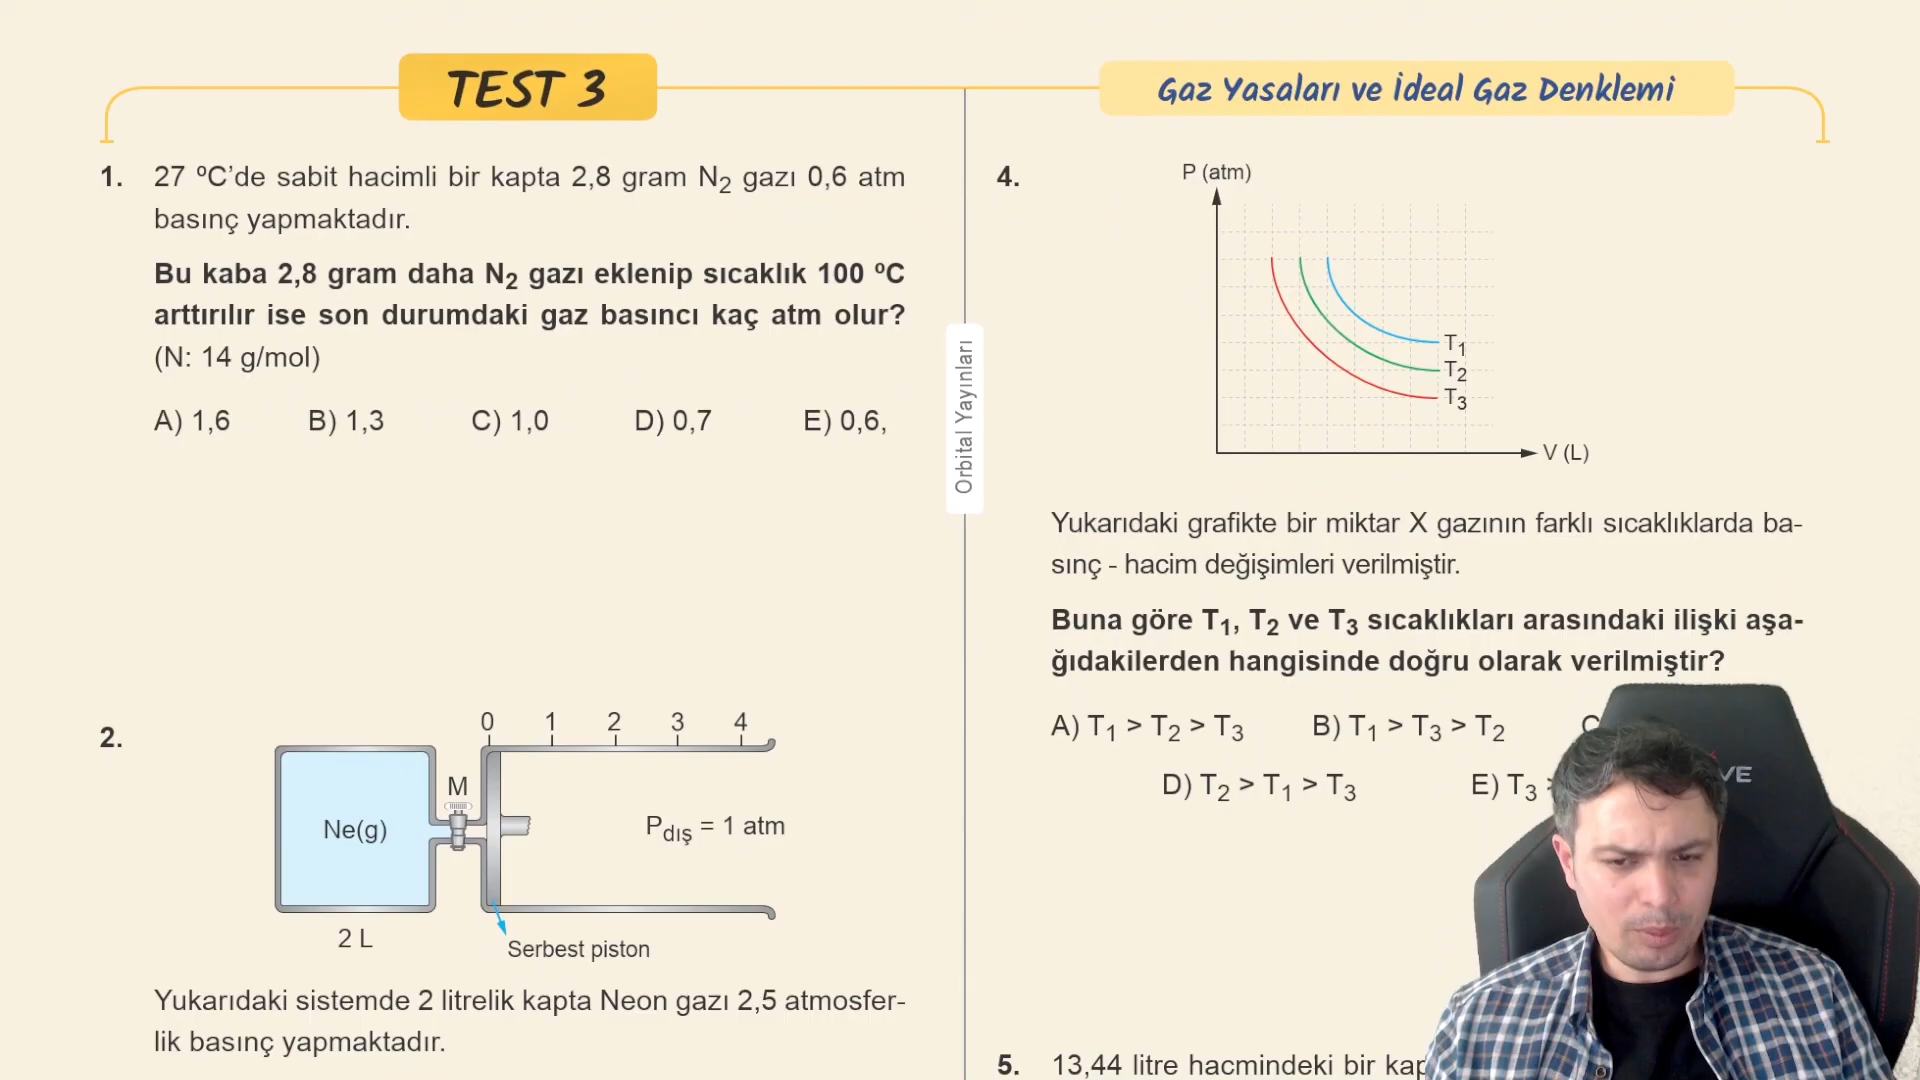 TEST 3
Gaz Yasaları ve İdeal Gaz Denklemi
1. 27 ºC’de sabit hacimli bir kapta 2,8 gram N2 gazı 0,6 atm
basınç yapmaktadır.
Bu kaba 2,8 gram daha N2 gazı eklenip sıcaklık 100 ºC
arttırılır ise son durumdaki gaz basıncı kaç atm olur?
(N: 14 g/mol)
A) 1,6 B) 1,3 C) 1,0 D) 0,7 E) 0,6,
2.
0 1 2 3 4
M
Ne(g)
Pdış = 1 atm
2 L
Serbest piston
Yukarıdaki sistemde 2 litrelik kapta Neon gazı 2,5 atmosfer-
lik basınç yapmaktadır.
Orbital Yayınları
4.
P (atm)
T1
T2
T3
V (L)
Yukarıdaki grafikte bir miktar X gazının farklı sıcaklıklarda ba-
sınç - hacim değişimleri verilmiştir.
Buna göre T1, T2 ve T3 sıcaklıkları arasındaki ilişki aşa-
ğıdakilerden hangisinde doğru olarak verilmiştir?
A) T1 > T2 > T3 B) T1 > T3 > T2
D) T2 > T1 > T3 E) T3
5. 13,44 litre hacmindeki bir